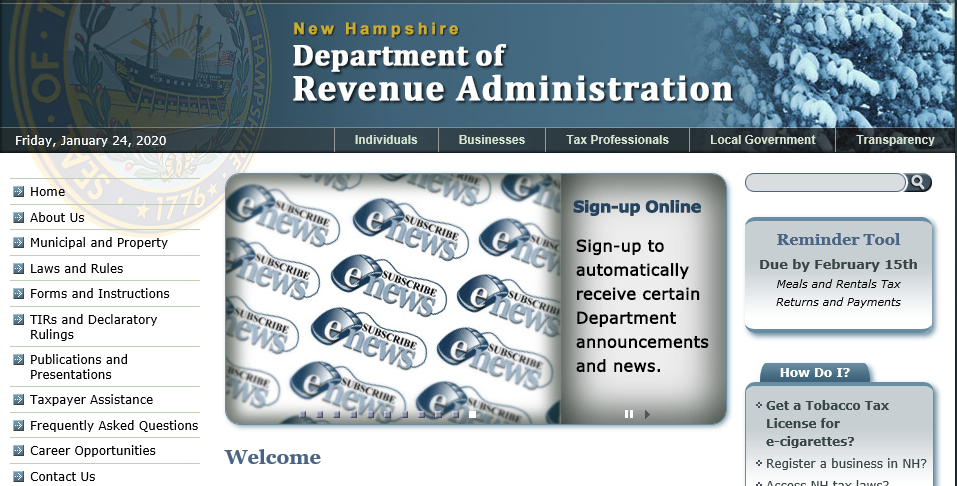 New Hampshire
Department of
Revenue Administration
Friday, January 24, 2020
Individuals
Businesses
Tax Professionals
Local Government
Transparency
Home
About Us
Municipal and Property
Laws and Rules
Forms and Instructions
TIRs and Declaratory
Rulings
Publications and
Presentations
Taxpayer Assistance
Frequently Asked Questions
Career Opportunities
Contact Us
SEAL OF
HAMPSHIRE
1776
SUBSCRIBE
enews
Sign-up Online
Sign-up to
automatically
receive certain
Department
announcements
and news.
Welcome
Reminder Tool
Due by February 15th
Meals and Rentals Tax
Returns and Payments
How Do I?
Get a Tobacco Tax
License for
e-cigarettes?
Register a business in NH?
Access NH tax laws?